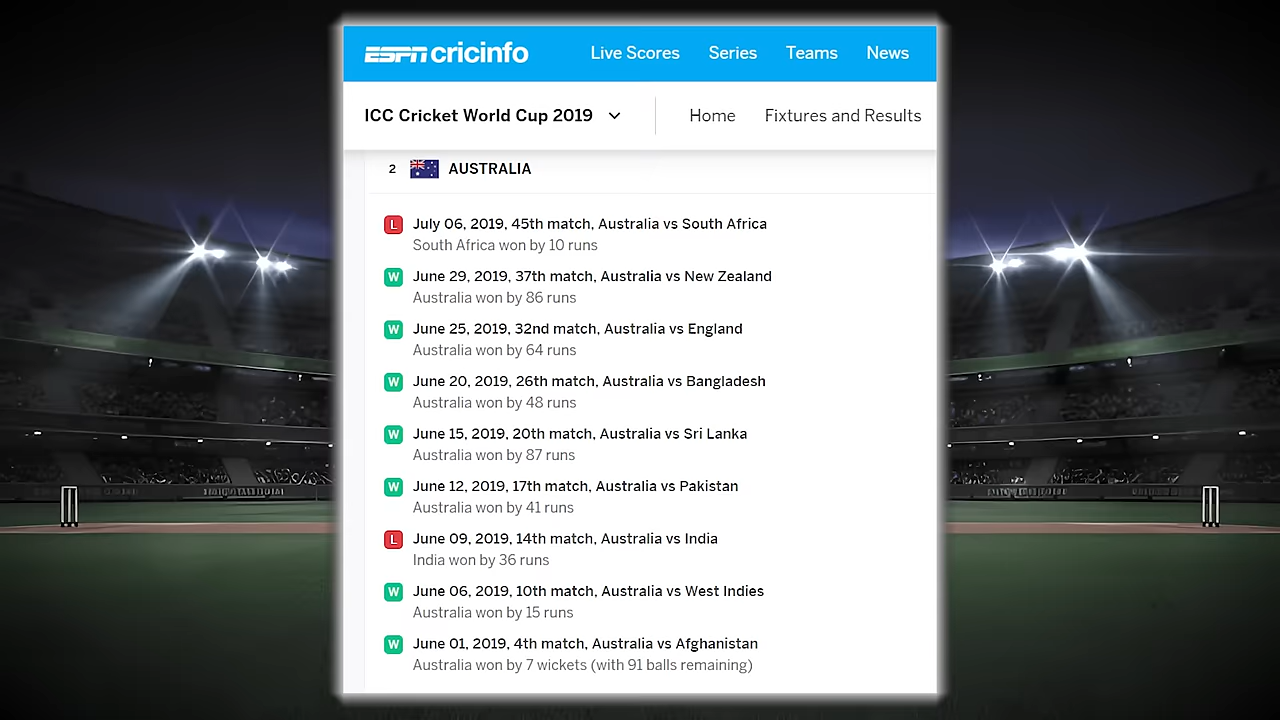 ESPN cricinfo Live Scores Series Teams News
ICC Cricket World Cup 2019 Home Fixtures and Results
2 AUSTRALIA
L July 06, 2019, 45th match, Australia vs South Africa
South Africa won by 10 runs
W June 29, 2019, 37th match, Australia vs New Zealand
Australia won by 86 runs
W June 25, 2019, 32nd match, Australia vs England
Australia won by 64 runs
W June 20, 2019, 26th match, Australia vs Bangladesh
Australia won by 48 runs
W June 15, 2019, 20th match, Australia vs Sri Lanka
Australia won by 87 runs
W June 12, 2019, 17th match, Australia vs Pakistan
Australia won by 41 runs
L June 09, 2019, 14th match, Australia vs India
India won by 36 runs
W June 06, 2019, 10th match, Australia vs West Indies
Australia won by 15 runs
W June 01, 2019, 4th match, Australia vs Afghanistan
Australia won by 7 wickets (with 91 balls remaining)